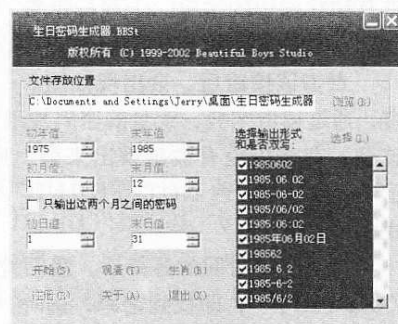 生日密码生成器 BBSt
版权所有 (C) 1999-2002 Beautiful Boys Studio
文件存放位置
C:\Documents and Settings\Jerry\桌面\生日密码生成器 浏览(B)
初年值 末年值
1975 1985
初月值 末月值
1 12
只输出这两个月之间的密码
初日值 末日值
1 31
开始(S) 观看(T) 生肖
注册 关于(A) 退出(X)
选择输出形式
和是否双写: 选择(L)
19850602
1985.06.02
1985-06-02
1985/06/02
1985:06:02
1985年06月02日
198562
1985.6.2
1985-6-2
1985/6/2